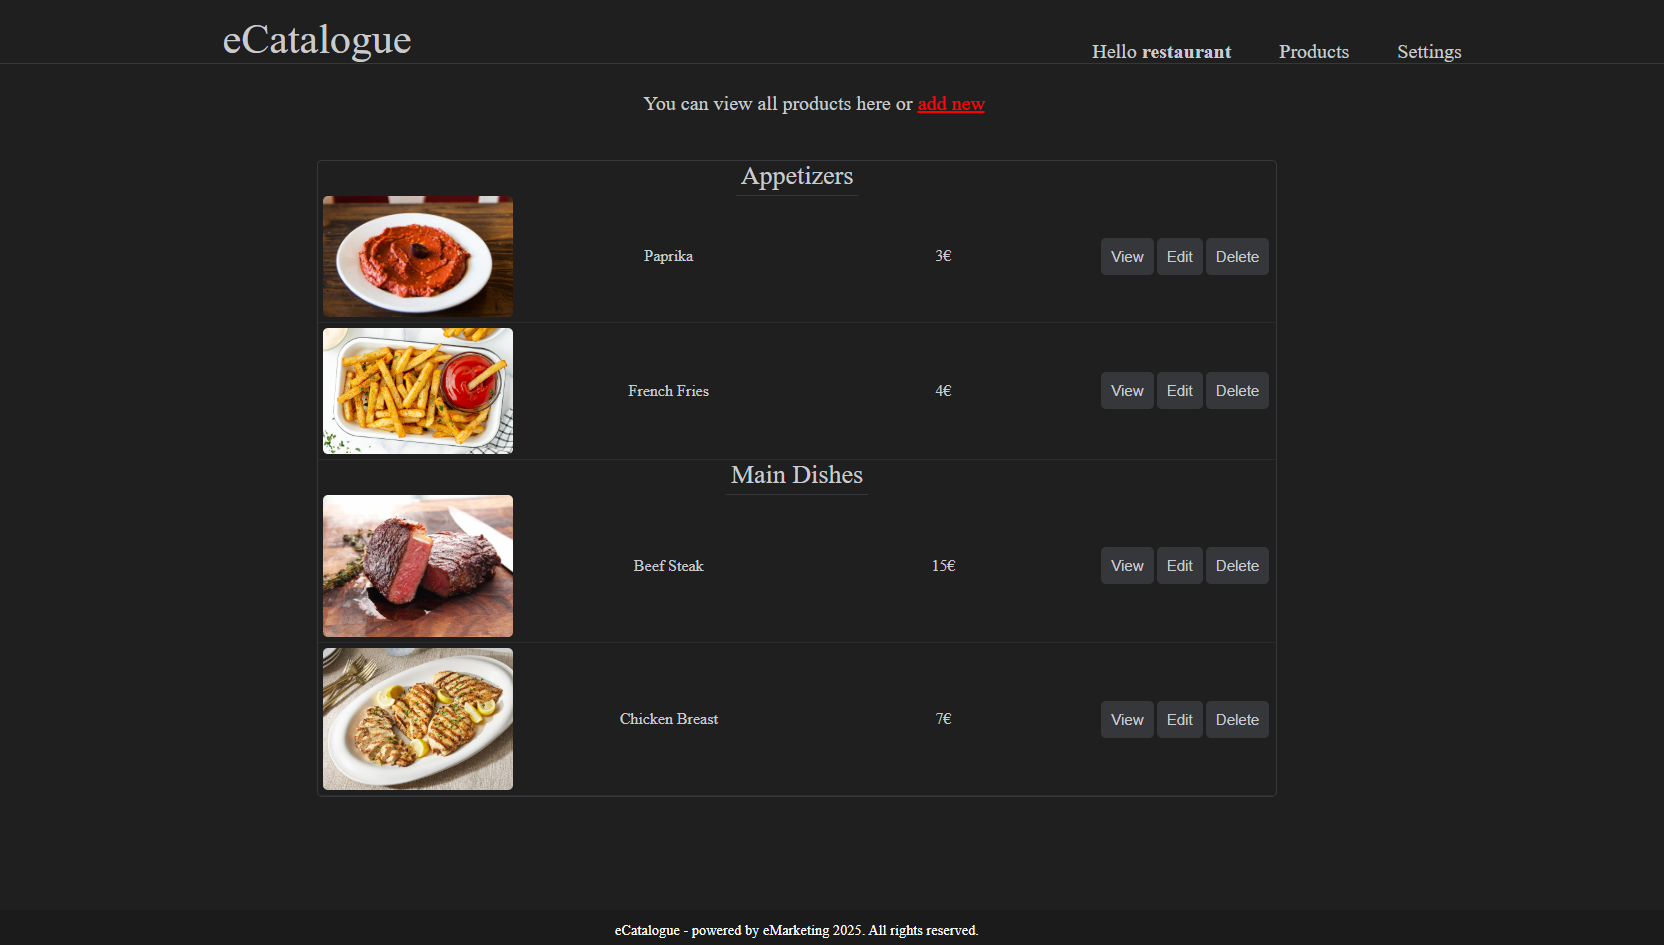 eCatalogue
Hello restaurant Products Settings
You can view all products here or add new
Appetizers
Paprika 3€ View Edit Delete
French Fries 4€ View Edit Delete
Main Dishes
Beef Steak 15€ View Edit Delete
Chicken Breast 7€ View Edit Delete
eCatalogue - powered by eMarketing 2025. All rights reserved.